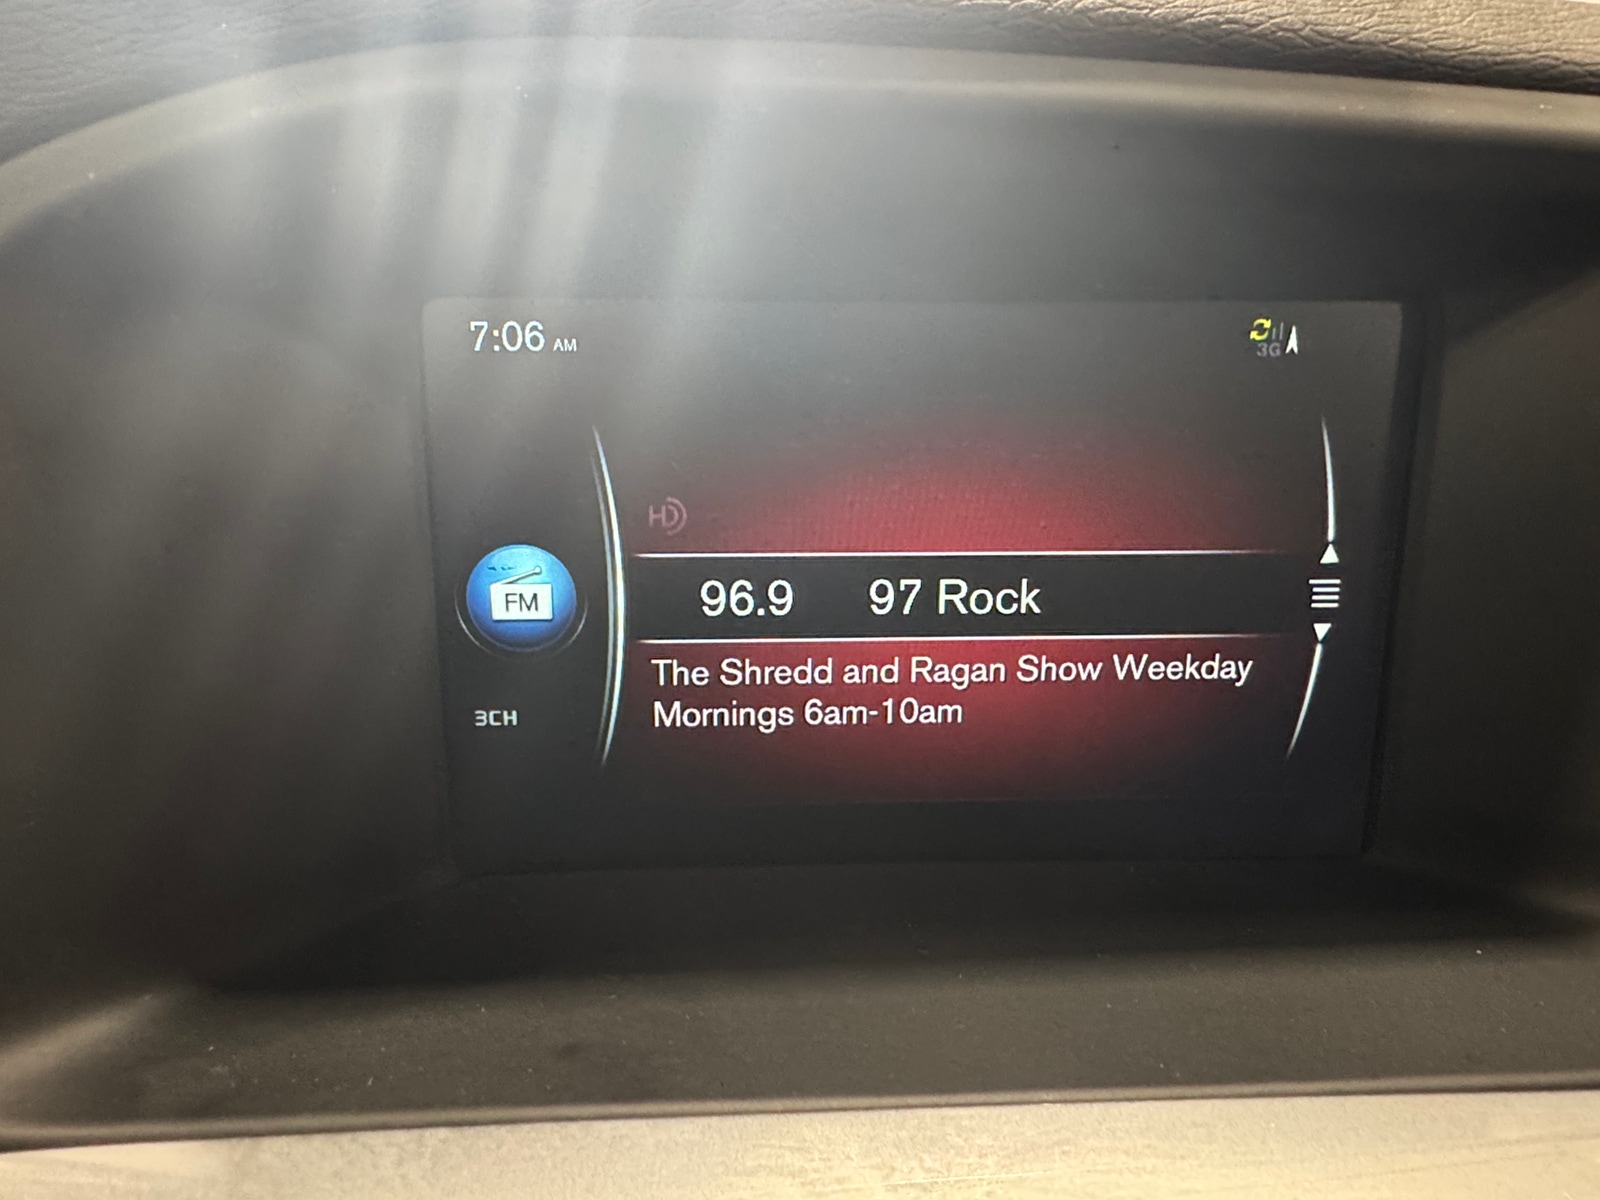 7:06 AM
3G
HD
FM
96.9 97 Rock
The Shredd and Ragan Show Weekday
Mornings 6am-10am
3CH